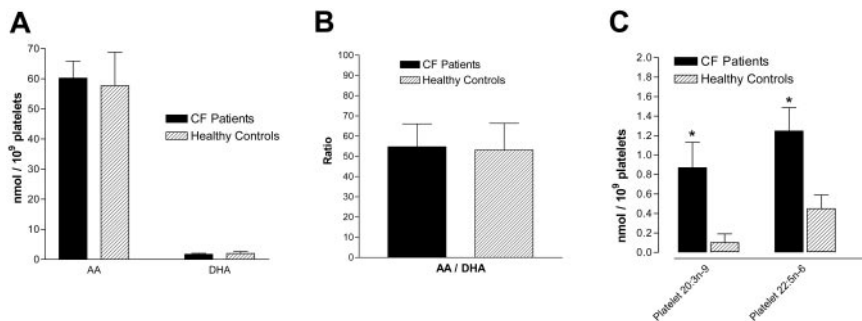 A
nmol / 10⁹ platelets
70
60
50
40
30
20
10
0
CF Patients
Healthy Controls
AA
DHA
B
Ratio
100
90
80
70
60
50
40
30
20
10
0
CF Patients
Healthy Controls
AA / DHA
C
nmol / 10⁹ platelets
2.0
1.8
1.6
1.4
1.2
1.0
0.8
0.6
0.4
0.2
0.0
CF Patients
Healthy Controls
*
*
Platelet 20:3n-9
Platelet 22:5n-6